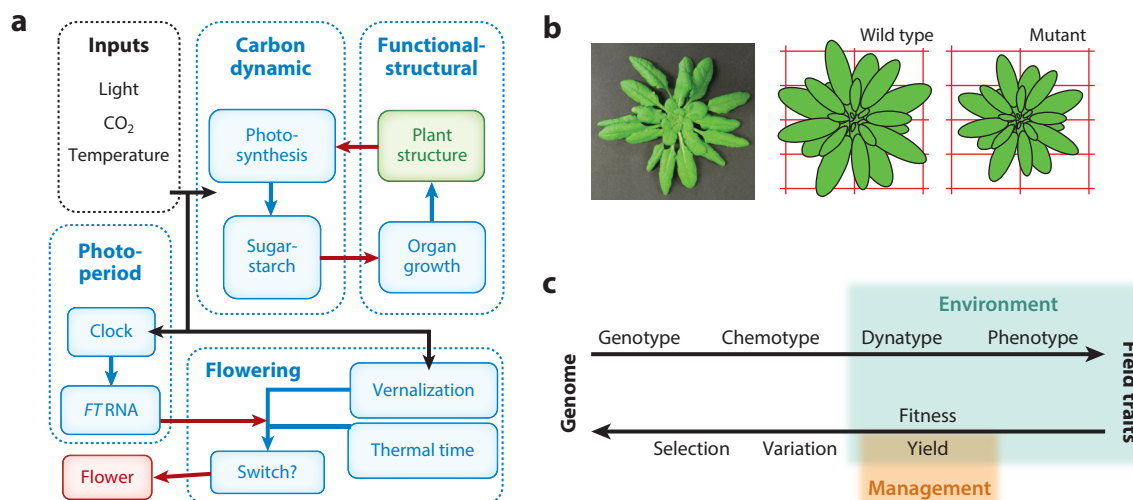 a
Inputs
Light
CO₂
Temperature
Carbon
dynamic
Photo-
synthesis
Sugar-
starch
Functional-
structural
Plant
structure
Organ
growth
Photo-
period
Clock
FT RNA
Flowering
Vernalization
Thermal time
Switch?
Flower
b
Wild type
Mutant
c
Environment
Genotype
Chemotype
Dynatype
Phenotype
Genome
Field traits
Fitness
Selection
Variation
Yield
Management